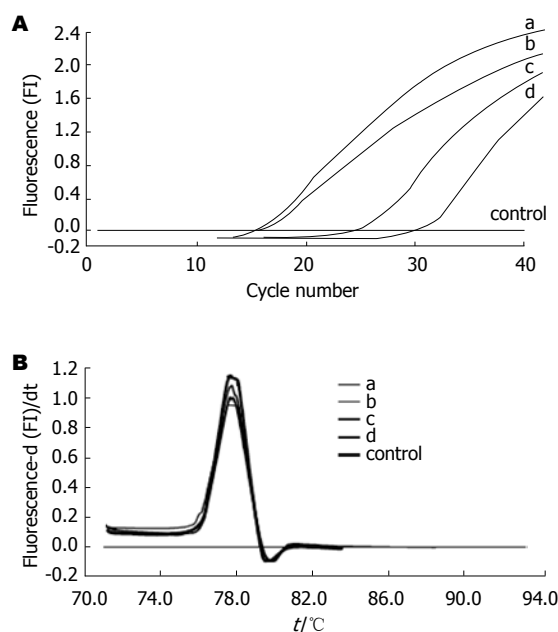 A
Fluorescence (FI)
2.4
2.0
1.6
1.2
0.4
0.0
-0.2
a
b
c
d
control
0 10 20 30 40
Cycle number
B
Fluorescence-d (FI)/dt
1.2
1.0
0.8
0.6
0.4
0.2
0.0
-0.2
a
b
c
d
control
70.0 74.0 78.0 82.0 86.0 90.0 94.0
t/℃